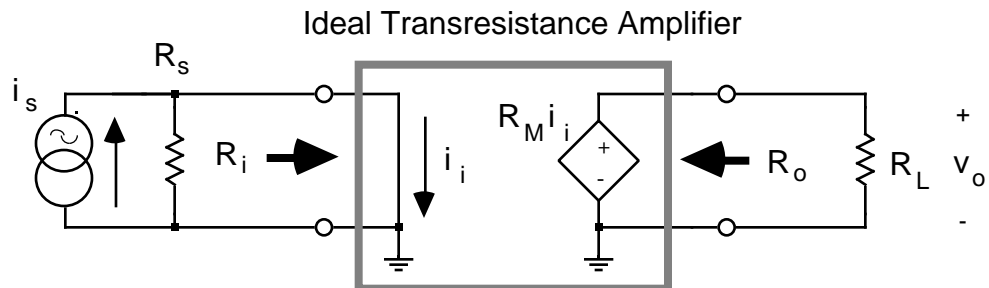 Ideal Transresistance Amplifier
R_s
i_s
R_i
i_i
R_M i_i
+
-
R_o
R_L
+
v_o
-